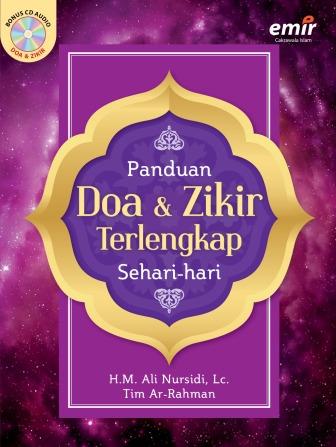 BONUS CD AUDIO
DOA & ZIKIR
emir
Cakrawala Islam
Panduan
Doa & Zikir
Terlengkap
Sehari-hari
H.M. Ali Nursidi, Lc.
Tim Ar-Rahman